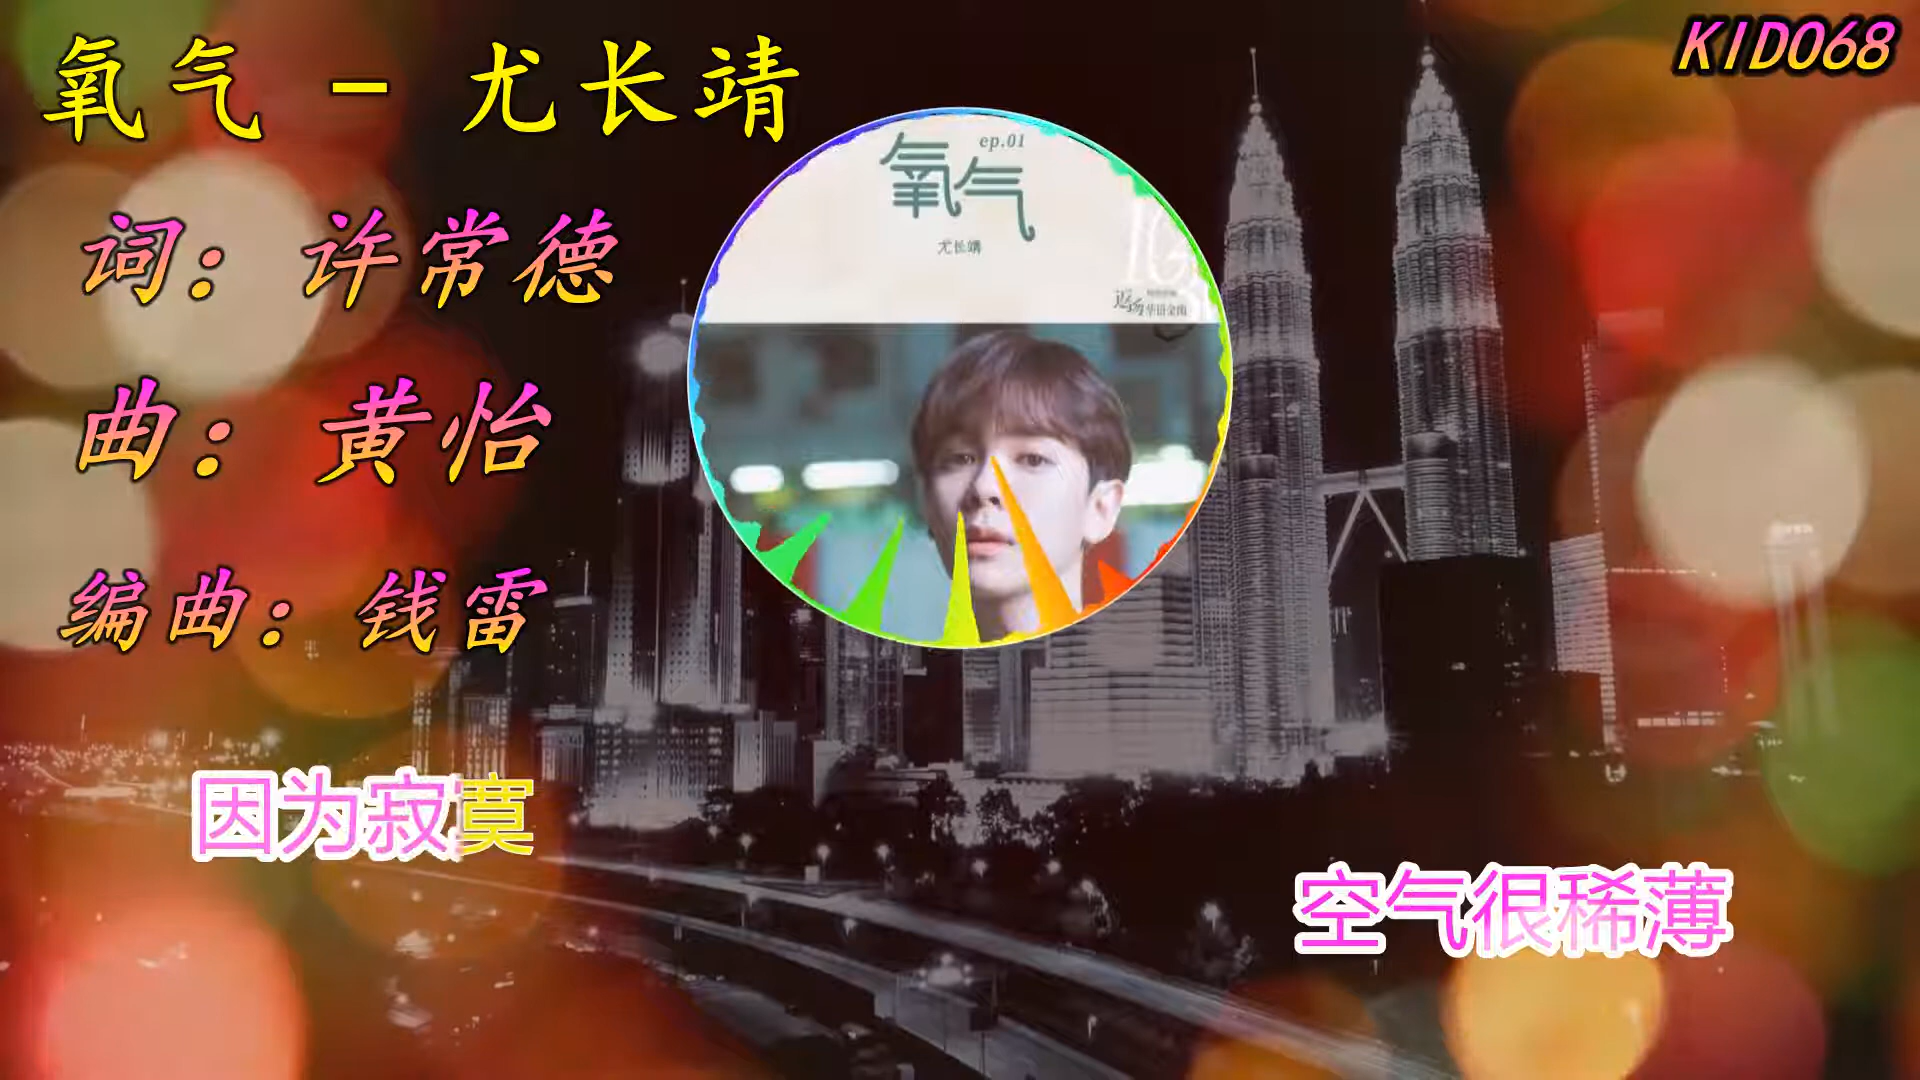 KID068
氧气 - 尤长靖
词：许常德
曲：黄怡
编曲：钱雷
ep.01
氧气
尤长靖
因为寂寞
空气很稀薄